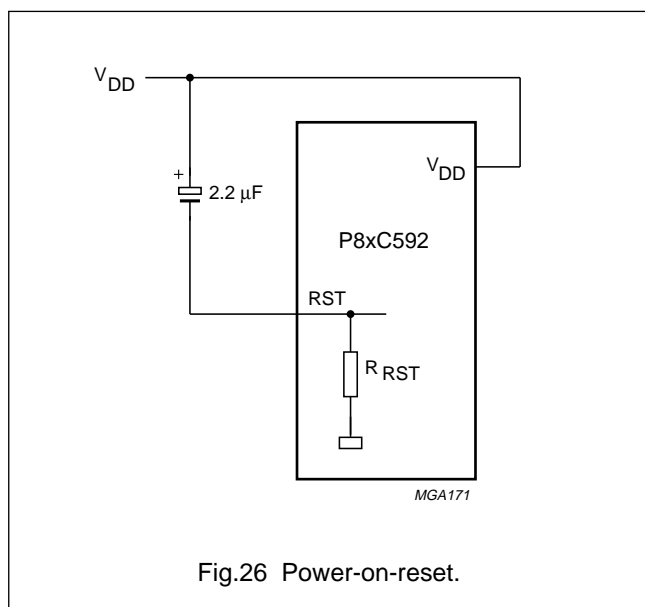 VDD
VDD
+
2.2 μF
P8xC592
RST
RRST
MGA171
Fig.26 Power-on-reset.